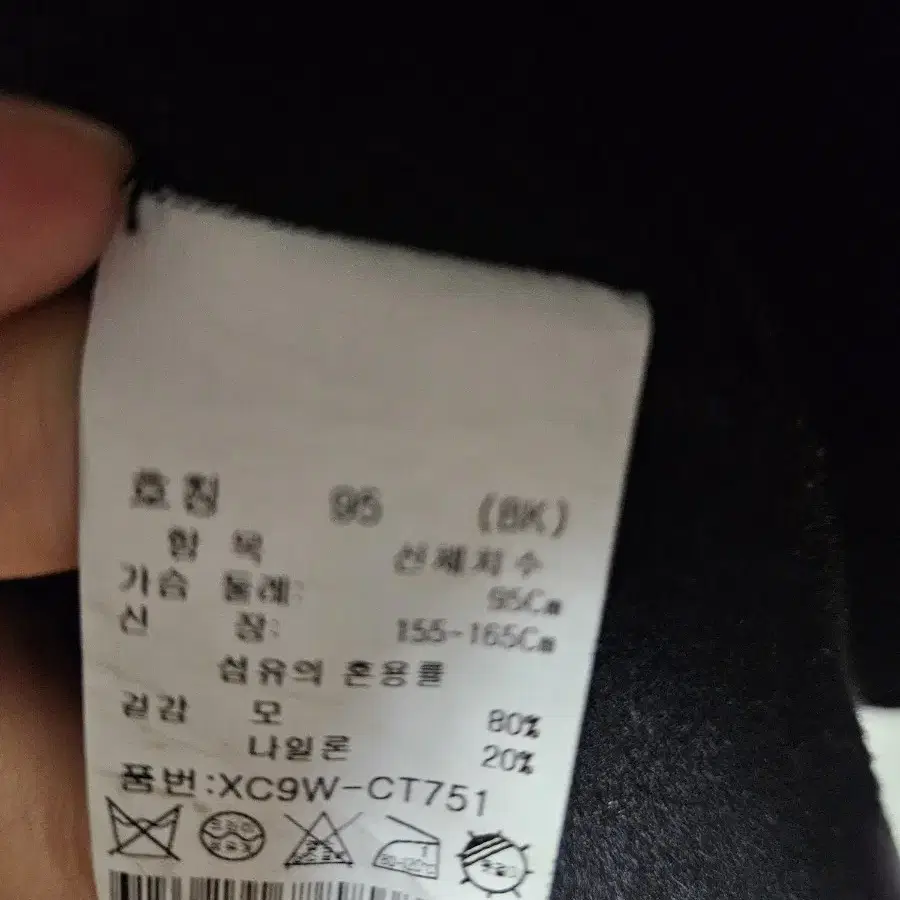 호칭 95 (BK)
항 목 신체치수
가슴 둘레: 95Cm
신 장: 155-165Cm
섬유의 혼용률
겉감 모 80%
나일론 20%
품번:XC9W-CT751